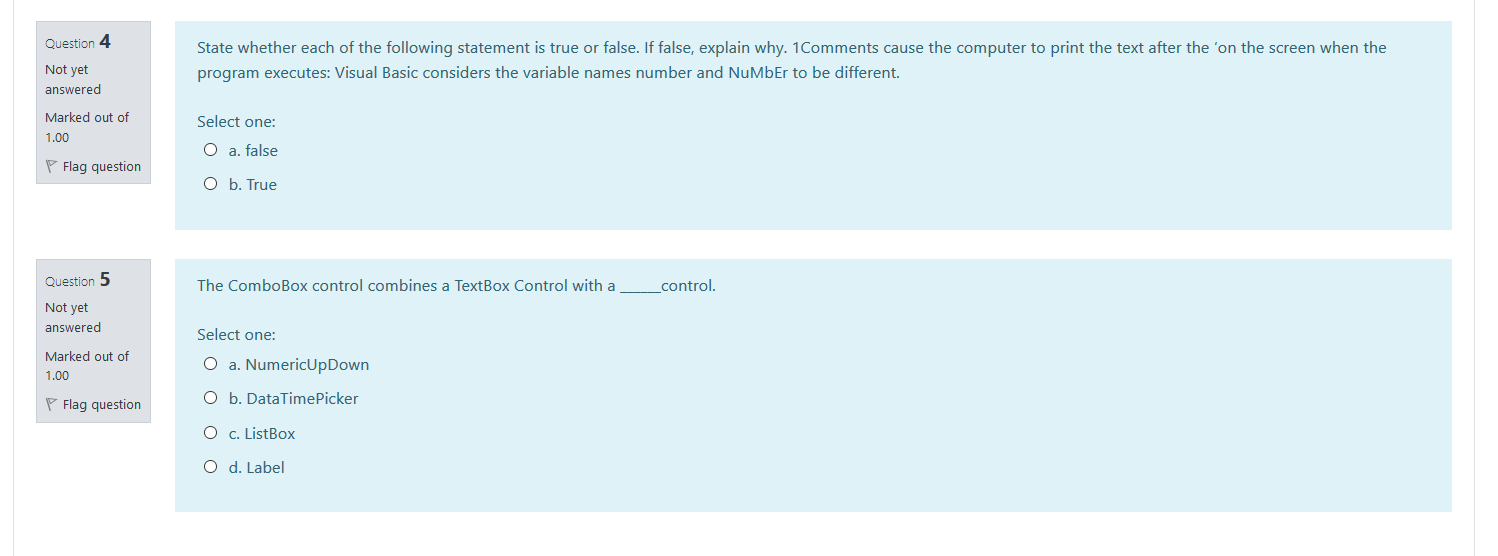 Question 4
Not yet
answered
Marked out of
1.00
Flag question
State whether each of the following statement is true or false. If false, explain why. 1Comments cause the computer to print the text after the 'on the screen when the
program executes: Visual Basic considers the variable names number and NuMbEr to be different.
Select one:
a. false
b. True
Question 5
Not yet
answered
Marked out of
1.00
Flag question
The ComboBox control combines a TextBox Control with a ______control.
Select one:
a. NumericUpDown
b. DataTimePicker
c. ListBox
d. Label